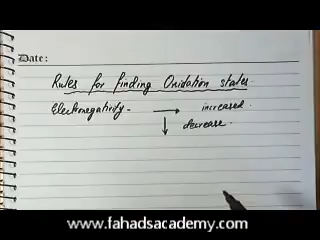 Date:
Rules for finding Oxidation states.
Electronegativity. → increased.
↓ decrease.
www.fahadsacademy.com